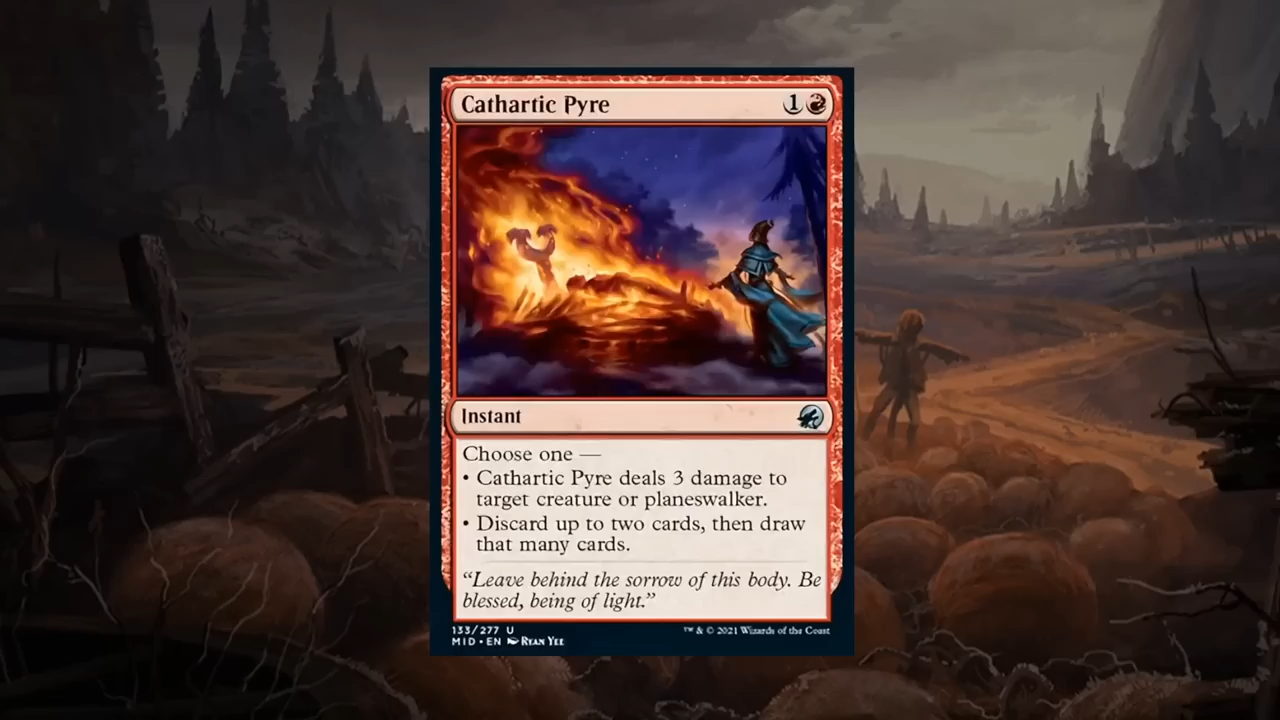 Cathartic Pyre 1
Instant
Choose one —
• Cathartic Pyre deals 3 damage to
target creature or planeswalker.
• Discard up to two cards, then draw
that many cards.
“Leave behind the sorrow of this body. Be
blessed, being of light.”
133/277 U ™ & © 2021 Wizards of the Coast
MID • EN Ryan Yee